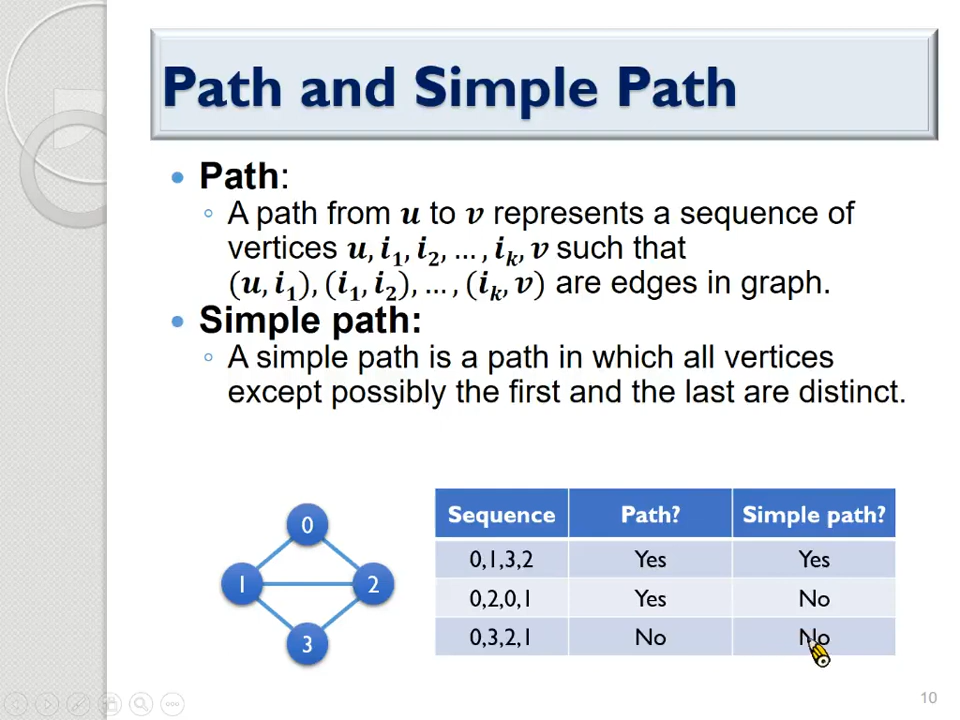 Path and Simple Path
Path:
A path from u to v represents a sequence of
vertices u, i₁, i₂, ..., iₖ, v such that
(u, i₁), (i₁, i₂), ..., (iₖ, v) are edges in graph.
Simple path:
A simple path is a path in which all vertices
except possibly the first and the last are distinct.
0
1
2
3
Sequence Path? Simple path?
0,1,3,2 Yes Yes
0,2,0,1 Yes No
0,3,2,1 No No
10